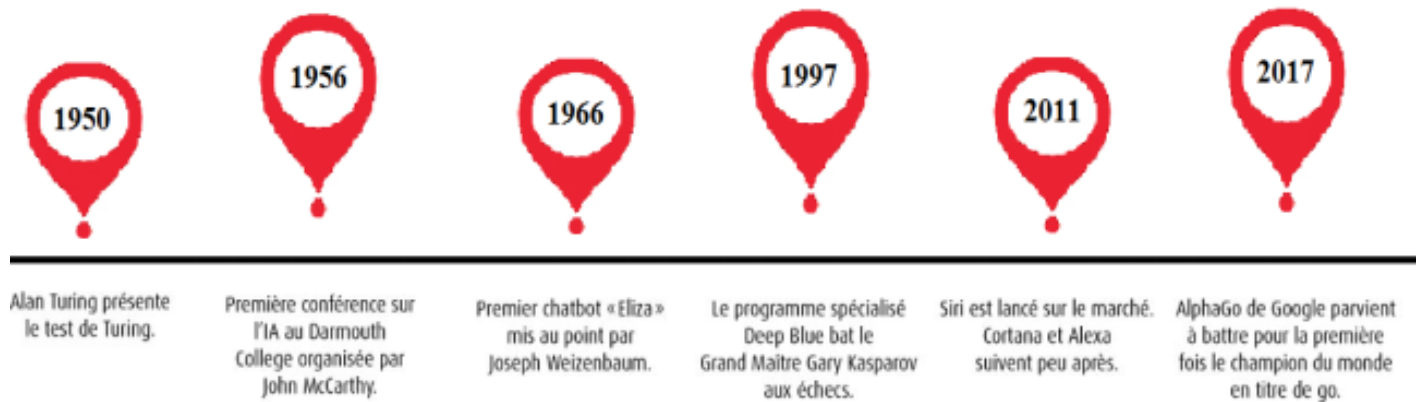 1950
1956
1966
1997
2011
2017
Alan Turing présente
le test de Turing.
Première conférence sur
l'IA au Darmouth
College organisée par
John McCarthy.
Premier chatbot «Eliza»
mis au point par
Joseph Weizenbaum.
Le programme spécialisé
Deep Blue bat le
Grand Maître Gary Kasparov
aux échecs.
Siri est lancé sur le marché.
Cortana et Alexa
suivent peu après.
AlphaGo de Google parvient
à battre pour la première
fois le champion du monde
en titre de go.